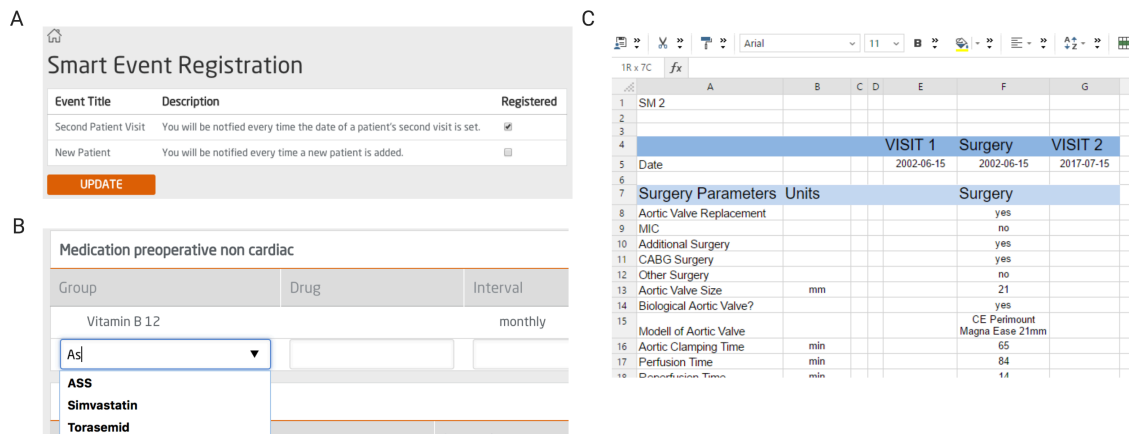 A
Smart Event Registration
Event Title Description Registered
Second Patient Visit You will be notfied every time the date of a patient's second visit is set.
New Patient You will be notified every time a new patient is added.
UPDATE
B
Medication preoperative non cardiac
Group Drug Interval
Vitamin B 12 monthly
As
ASS
Simvastatin
Torasemid
C
Arial 11 B
1R x 7C fx
A B C D E F G
1 SM 2
2
3
4 VISIT 1 Surgery VISIT 2
5 Date 2002-06-15 2002-06-15 2017-07-15
6
7 Surgery Parameters Units Surgery
8 Aortic Valve Replacement yes
9 MIC no
10 Additional Surgery yes
11 CABG Surgery yes
12 Other Surgery no
13 Aortic Valve Size mm 21
14 Biological Aortic Valve? yes
15 CE Perimount
Modell of Aortic Valve Magna Ease 21mm
16 Aortic Clamping Time min 65
17 Perfusion Time min 84
18 Reperfusion Time min 14